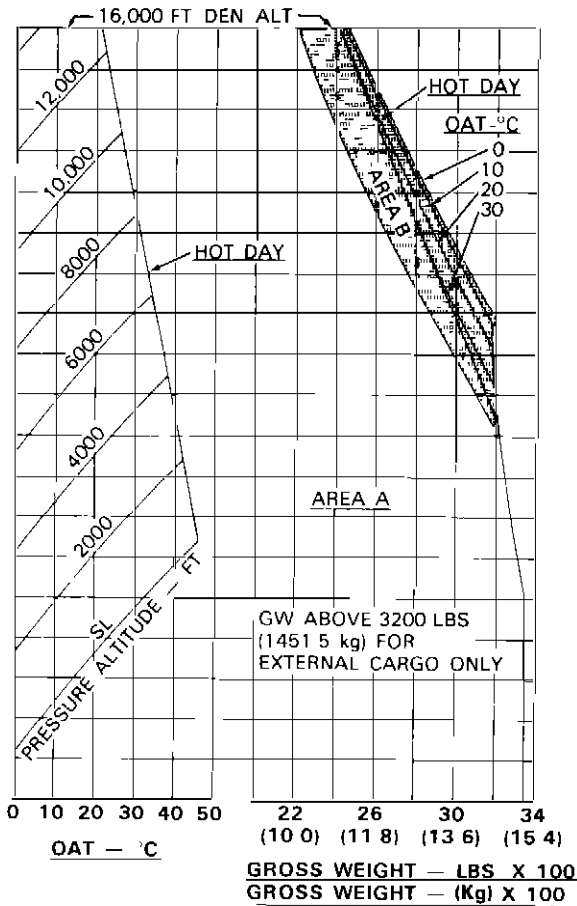 16,000 FT DEN ALT
12,000
10,000
8000
6000
4000
2000
SL
PRESSURE ALTITUDE — FT
HOT DAY
HOT DAY
OAT-°C
0
10
20
30
AREA B
AREA A
GW ABOVE 3200 LBS
(1451 5 kg) FOR
EXTERNAL CARGO ONLY
0 10 20 30 40 50
OAT — °C
22 26 30 34
(10 0) (11 8) (13 6) (15 4)
GROSS WEIGHT — LBS X 100
GROSS WEIGHT — (Kg) X 100